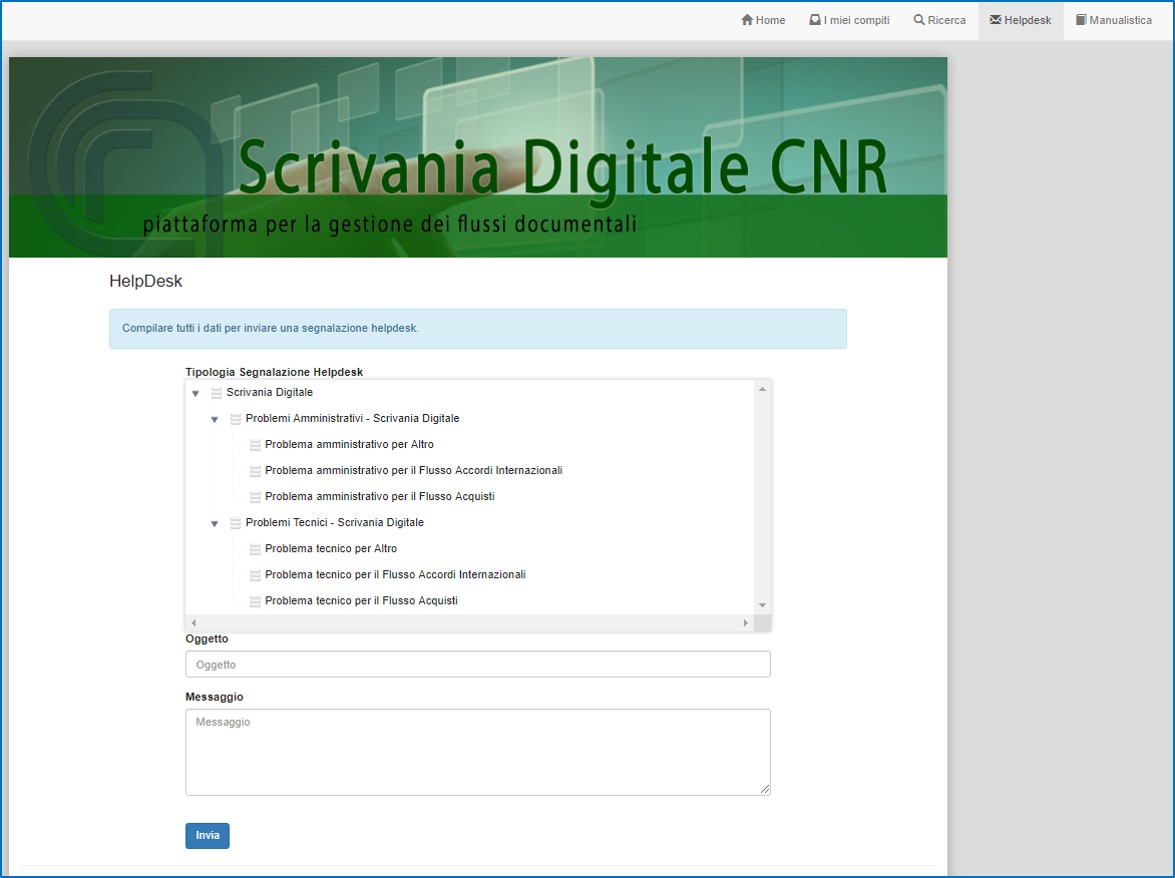 Home I miei compiti Ricerca Helpdesk Manualistica
Scrivania Digitale CNR
piattaforma per la gestione dei flussi documentali
HelpDesk
Compilare tutti i dati per inviare una segnalazione helpdesk.
Tipologia Segnalazione Helpdesk
Scrivania Digitale
Problemi Amministrativi - Scrivania Digitale
Problema amministrativo per Altro
Problema amministrativo per il Flusso Accordi Internazionali
Problema amministrativo per il Flusso Acquisti
Problemi Tecnici - Scrivania Digitale
Problema tecnico per Altro
Problema tecnico per il Flusso Accordi Internazionali
Problema tecnico per il Flusso Acquisti
Oggetto
Oggetto
Messaggio
Messaggio
Invia